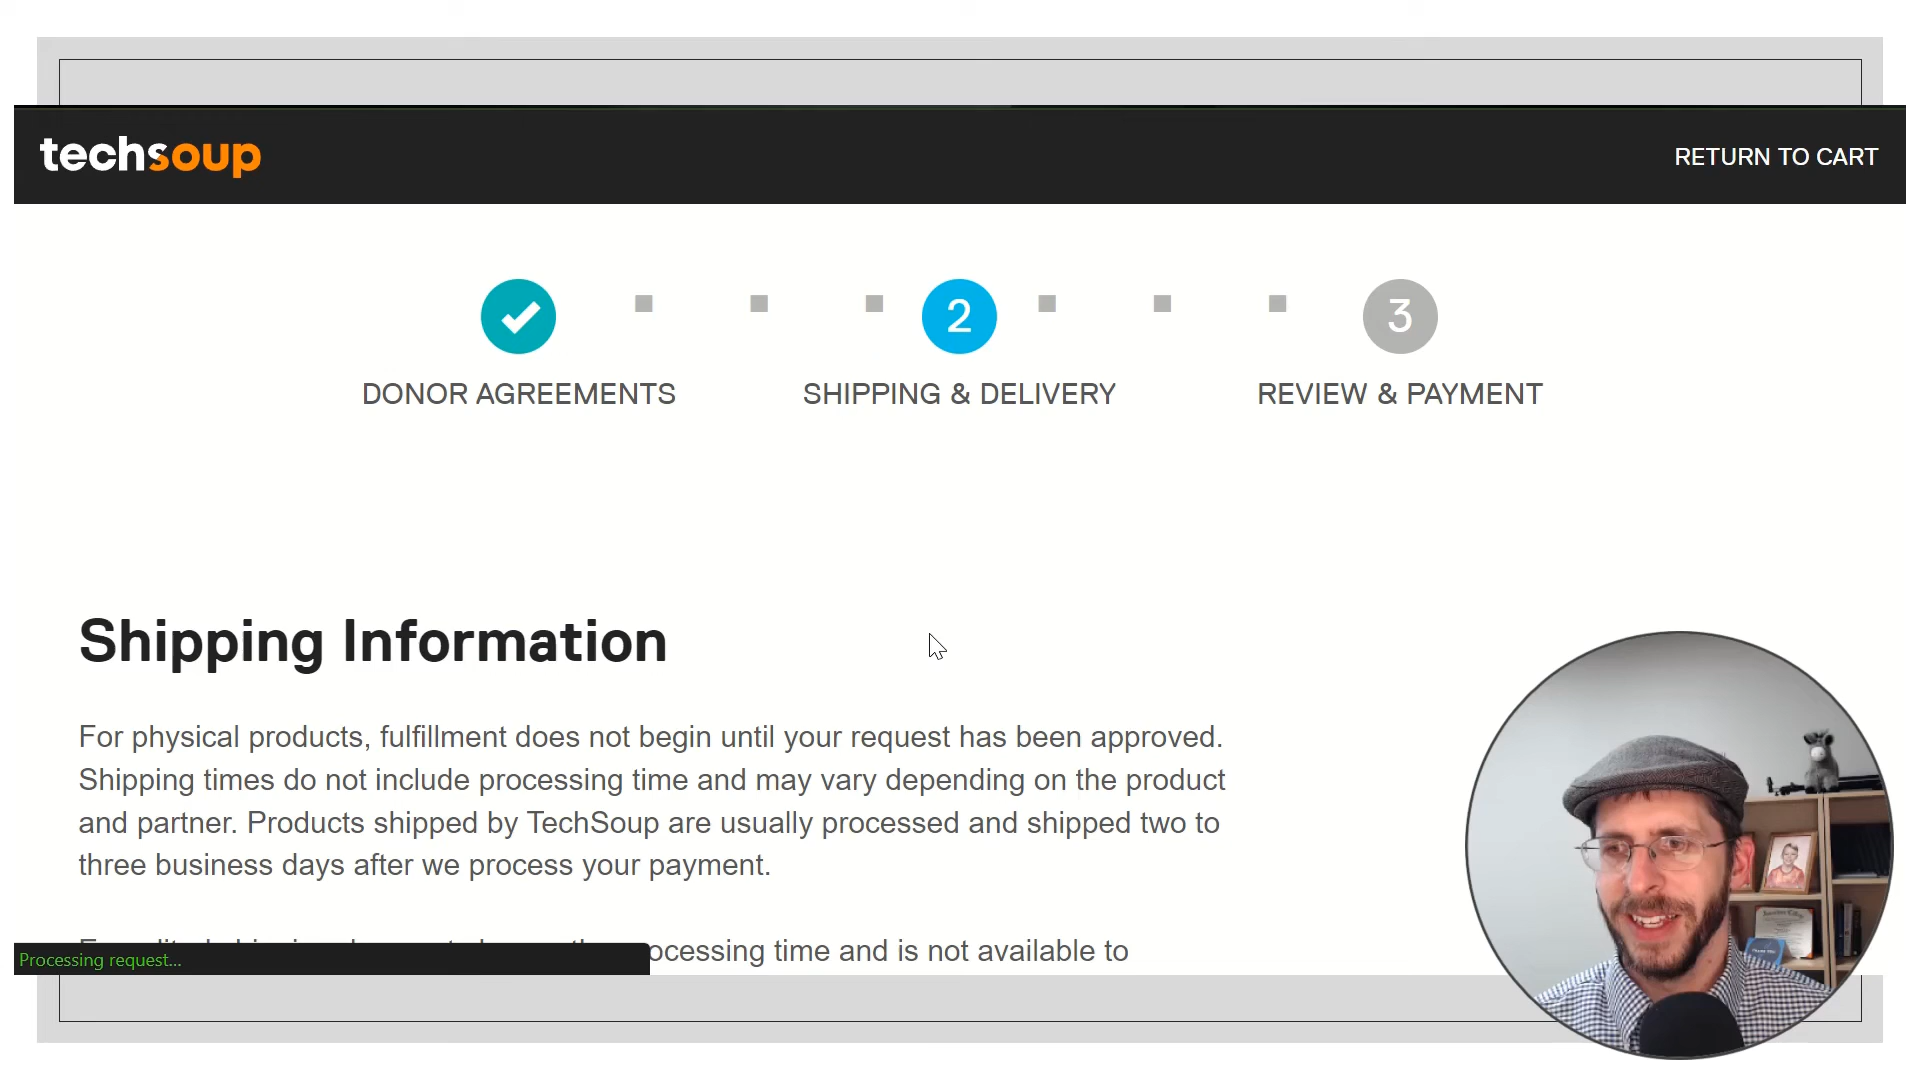 techsoup
RETURN TO CART
2
3
DONOR AGREEMENTS
SHIPPING & DELIVERY
REVIEW & PAYMENT
Shipping Information
For physical products, fulfillment does not begin until your request has been approved.
Shipping times do not include processing time and may vary depending on the product
and partner. Products shipped by TechSoup are usually processed and shipped two to
three business days after we process your payment.
time and is not available to
Processing request...